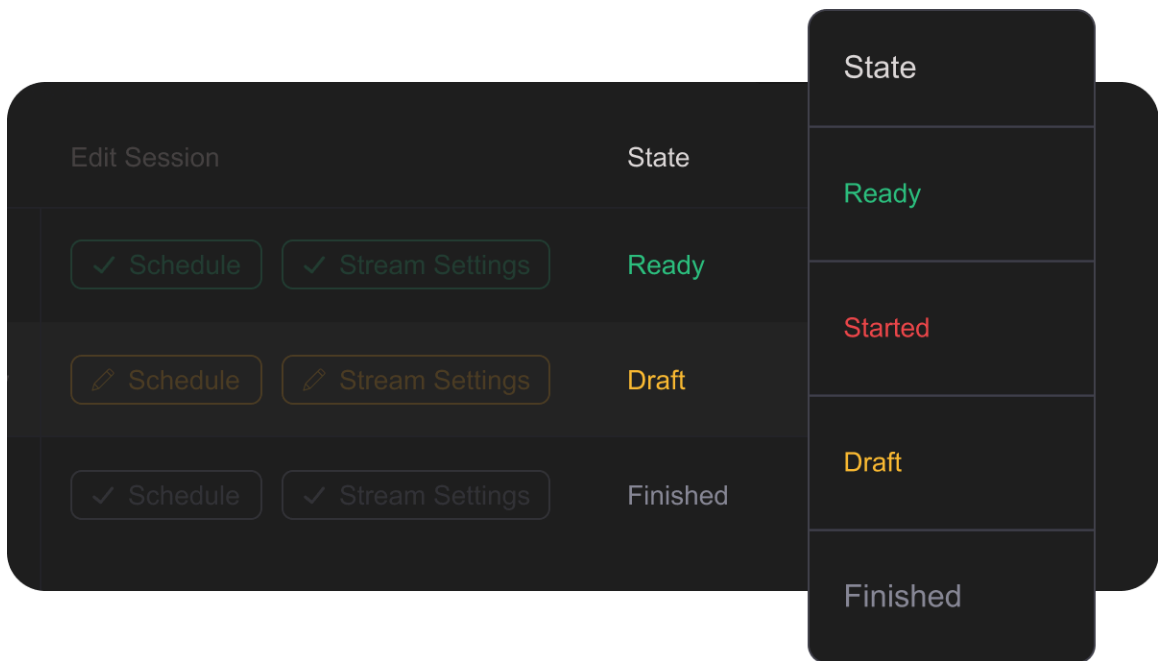 Edit Session State
Schedule Stream Settings Ready
Schedule Stream Settings Draft
Schedule Stream Settings Finished
State
Ready
Started
Draft
Finished